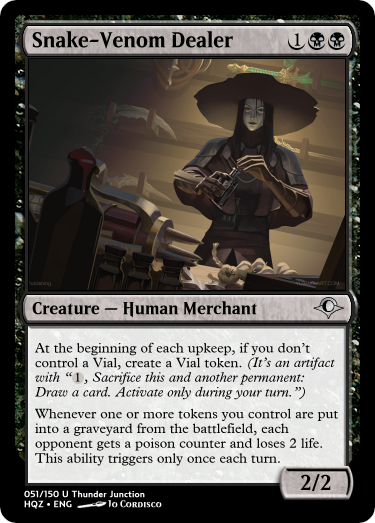 Snake-Venom Dealer 1
Creature — Human Merchant
At the beginning of each upkeep, if you don't
control a Vial, create a Vial token. (It's an artifact
with “1, Sacrifice this and another permanent:
Draw a card. Activate only during your turn.”)
Whenever one or more tokens you control are put
into a graveyard from the battlefield, each
opponent gets a poison counter and loses 2 life.
This ability triggers only once each turn.
2/2
051/150 U Thunder Junction
HQZ • ENG Io Cordisco